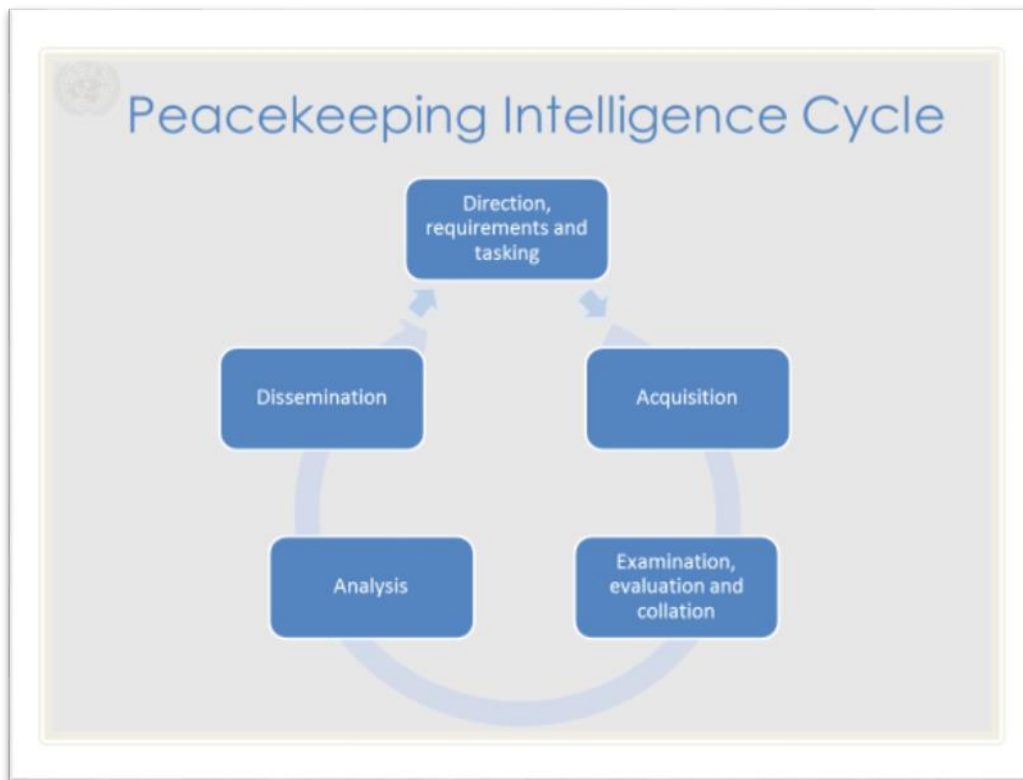 Peacekeeping Intelligence Cycle
Direction,
requirements and
tasking
Dissemination
Acquisition
Analysis
Examination,
evaluation and
collation